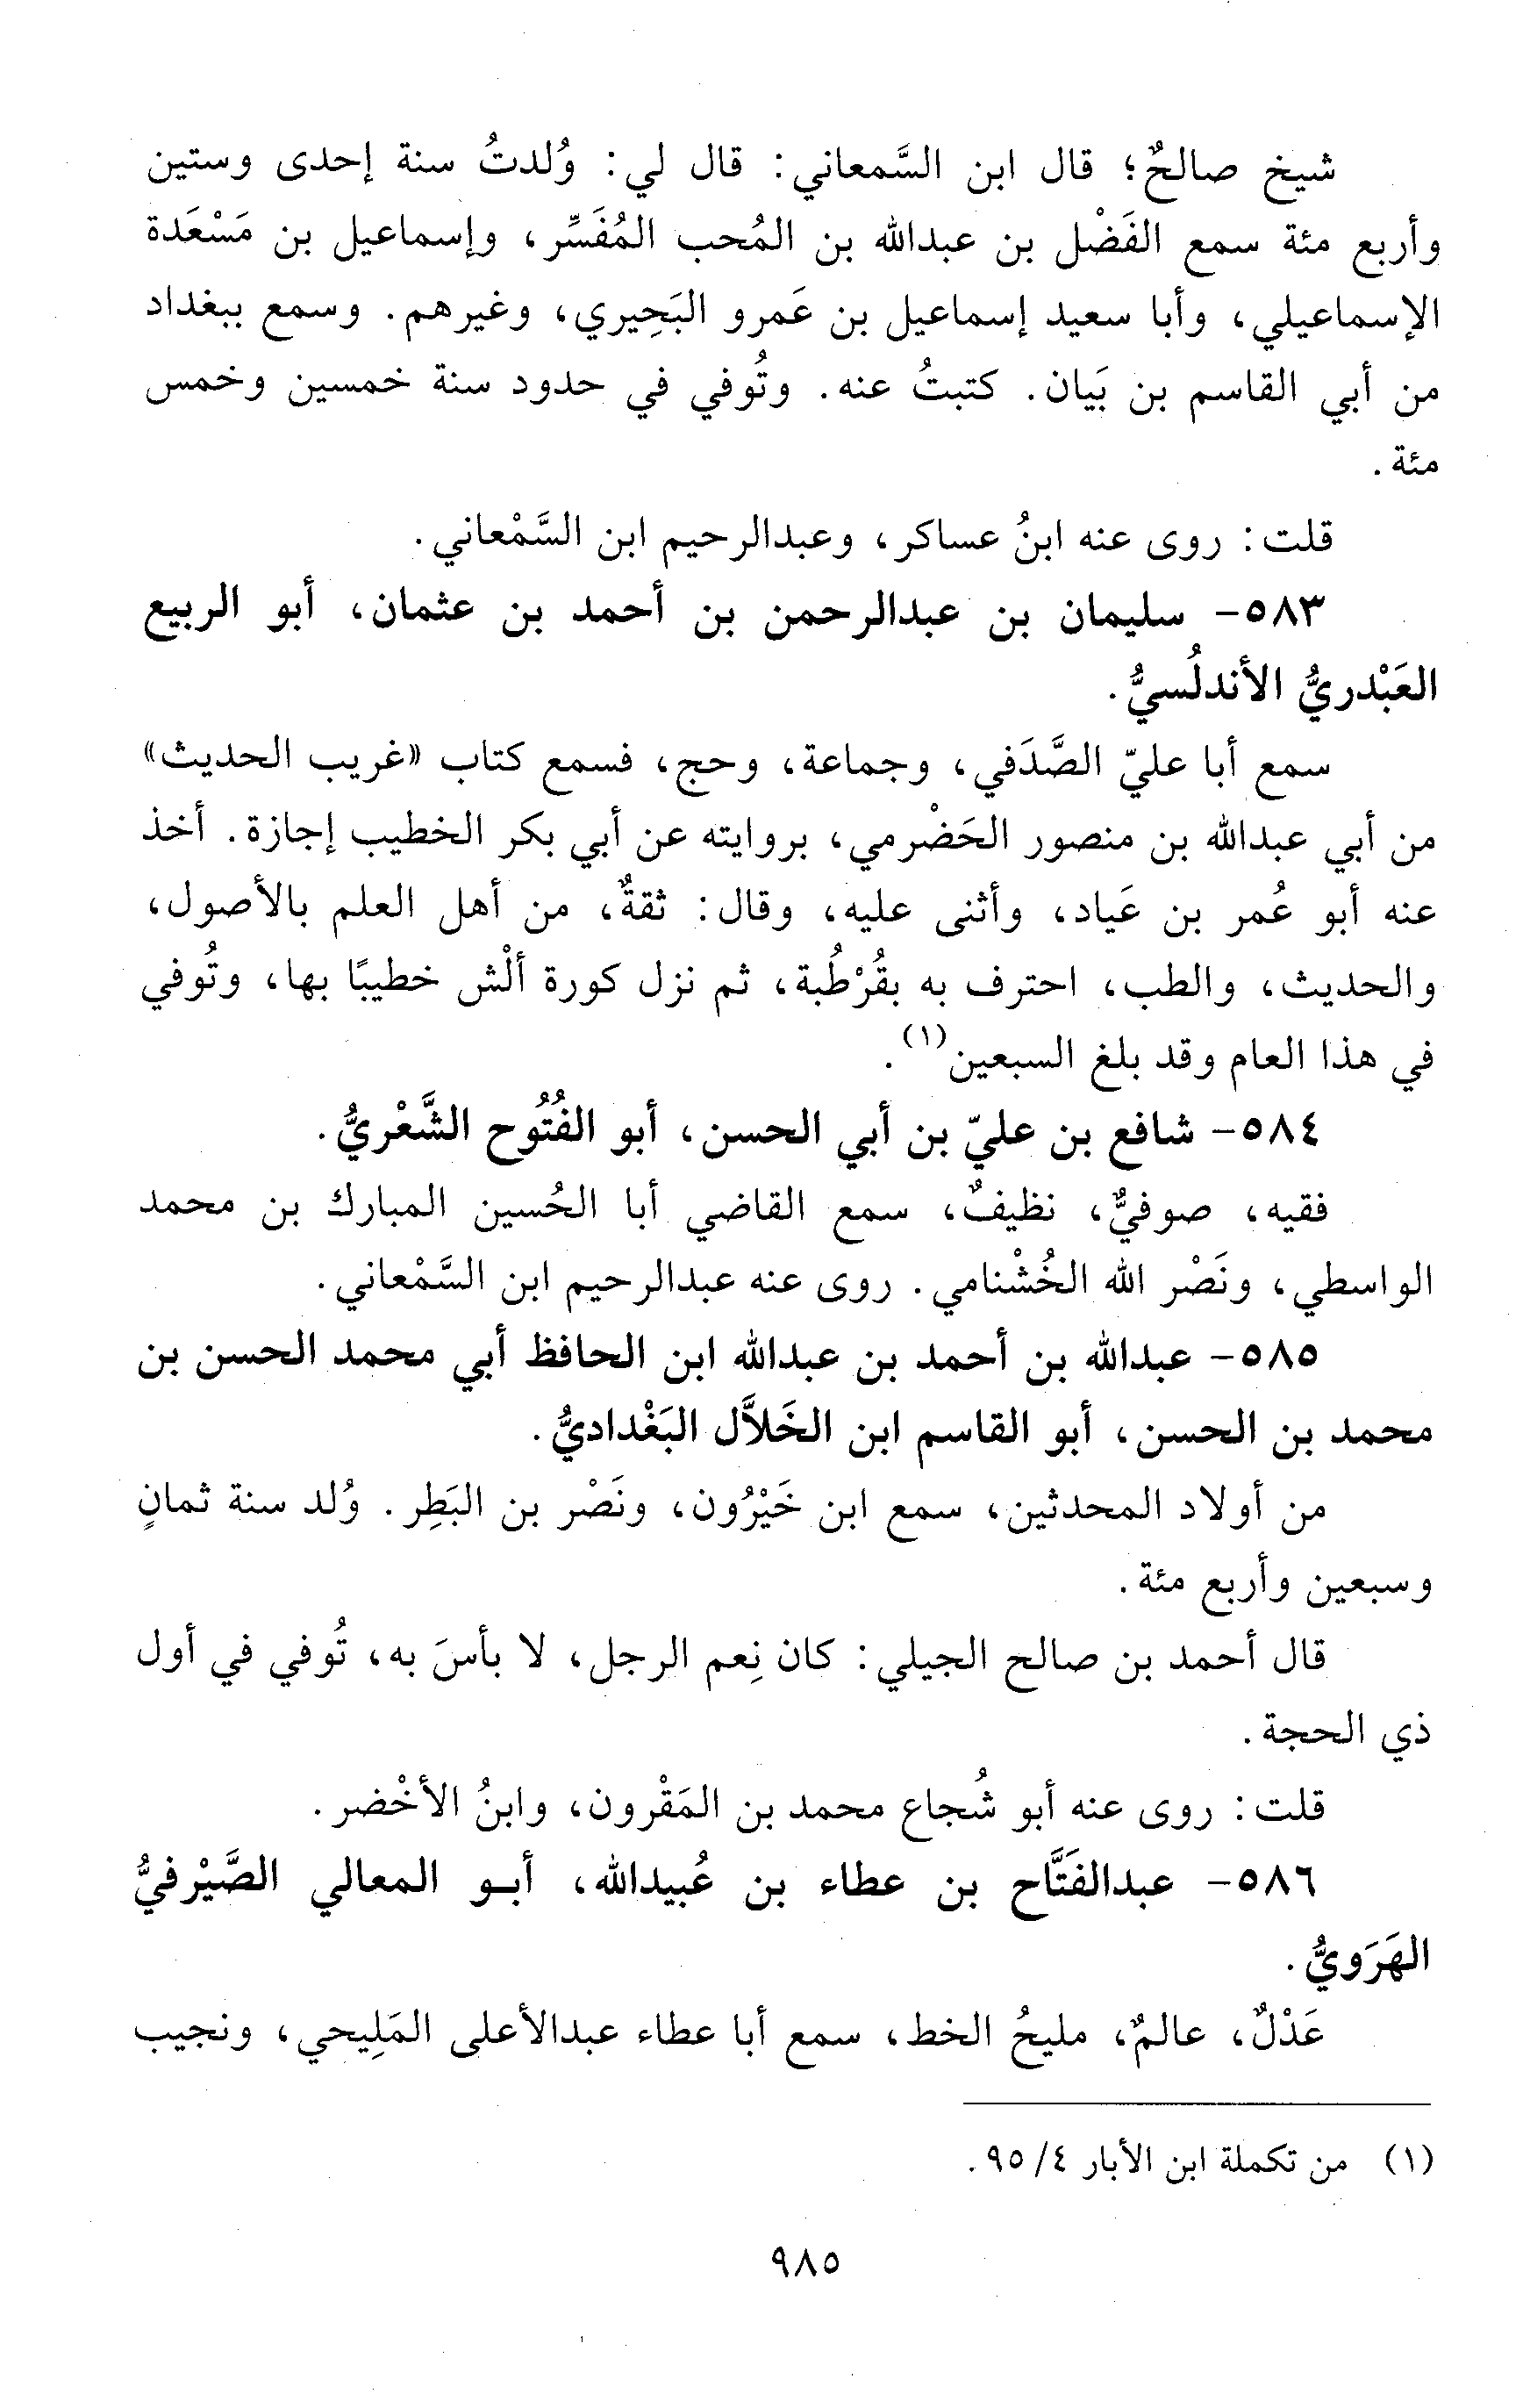 شيخ صالحٌ؛ قال ابن السَّمعاني: قال لي: وُلدتُ سنة إحدى وستين
وأربع مئة سمع الفَضْل بن عبدالله بن المُحب المُفَسِّر، وإسماعيل بن مَسْعَدة
الإسماعيلي، وأبا سعيد إسماعيل بن عَمرو البَحِيري، وغيرهم. وسمع ببغداد
من أبي القاسم بن بَيان. كتبتُ عنه. وتُوفي في حدود سنة خمسين وخمس
مئة.
قلت: روى عنه ابنُ عساكر، وعبدالرحيم ابن السَّمْعاني.
٥٨٣- سليمان بن عبدالرحمن بن أحمد بن عثمان، أبو الربيع
العَبْدريُّ الأندلُسيُّ.
سمع أبا عليّ الصَّدَفي، وجماعة، وحج، فسمع كتاب «غريب الحديث»
من أبي عبدالله بن منصور الحَضْرمي، بروايته عن أبي بكر الخطيب إجازة. أخذ
عنه أبو عُمر بن عَياد، وأثنى عليه، وقال: ثقةٌ، من أهل العلم بالأصول،
والحديث، والطب، احترف به بقُرْطُبة، ثم نزل كورة ألْش خطيبًا بها، وتُوفي
في هذا العام وقد بلغ السبعين(١).
٥٨٤- شافع بن عليّ بن أبي الحسن، أبو الفُتُوح الشَّعْريُّ.
فقيه، صوفيٌّ، نظيفٌ، سمع القاضي أبا الحُسين المبارك بن محمد
الواسطي، ونَصْر الله الخُشْنامي. روى عنه عبدالرحيم ابن السَّمْعاني.
٥٨٥- عبدالله بن أحمد بن عبدالله ابن الحافظ أبي محمد الحسن بن
محمد بن الحسن، أبو القاسم ابن الخَلاَّل البَغْداديُّ.
من أولاد المحدثين، سمع ابن خَيْرُون، ونَصْر بن البَطِر. وُلد سنة ثمانٍ
وسبعين وأربع مئة.
قال أحمد بن صالح الجيلي: كان نِعم الرجل، لا بأسَ به، تُوفي في أول
ذي الحجة.
قلت: روى عنه أبو شُجاع محمد بن المَقْرون، وابنُ الأخْضر.
٥٨٦- عبدالفَتَّاح بن عطاء بن عُبيدالله، أبـو المعالي الصَّيْرفيُّ
الهَرَويُّ.
عَدْلٌ، عالمٌ، مليحُ الخط، سمع أبا عطاء عبدالأعلى المَلِيحي، ونجيب
(١) من تكملة ابن الأبار ٤/ ٩٥.
٩٨٥